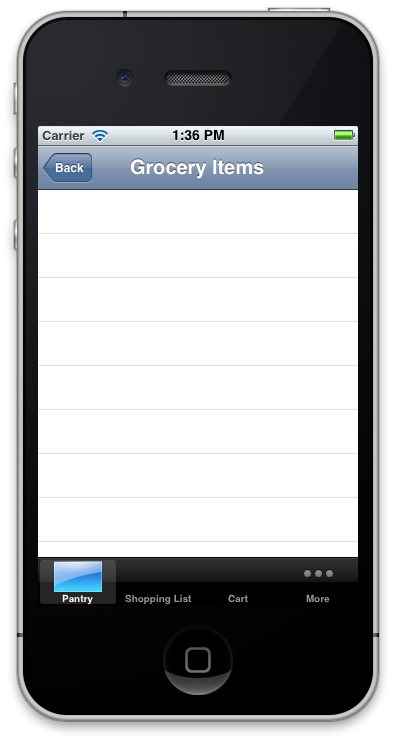 Carrier 1:36 PM
Back Grocery Items
Pantry Shopping List Cart More